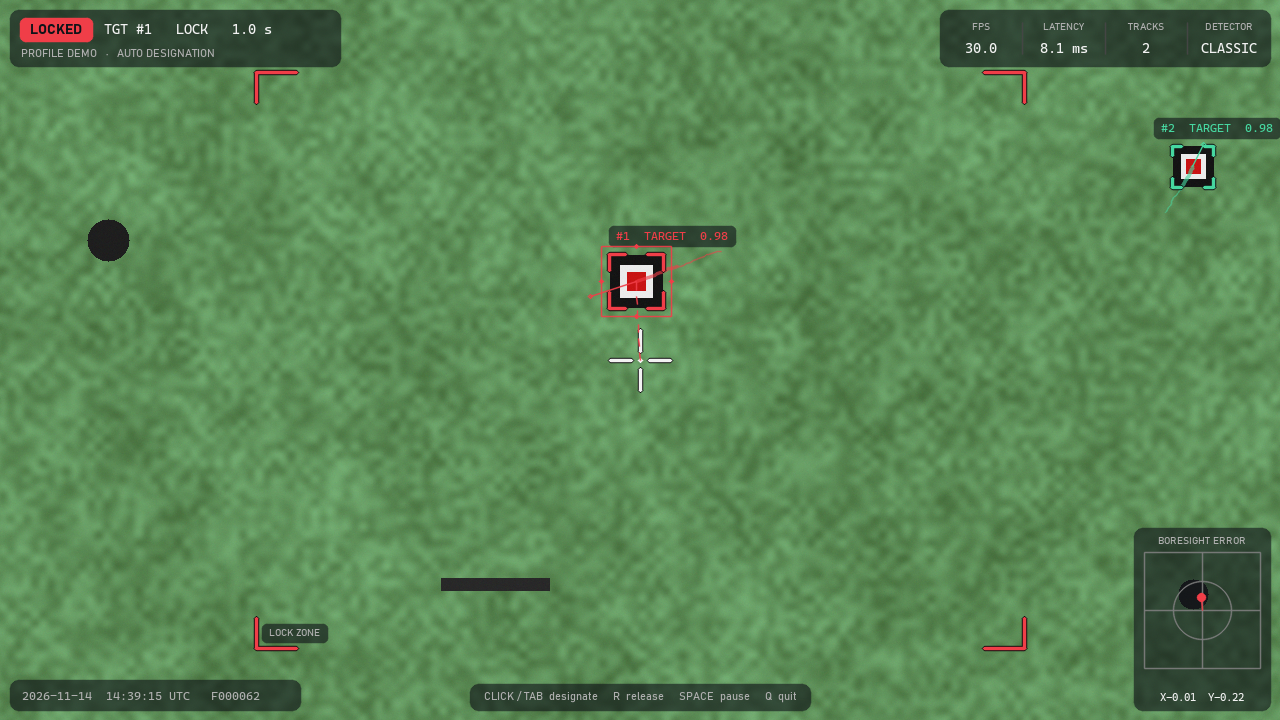 LOCKED TGT #1 LOCK 1.0 s
PROFILE DEMO · AUTO DESIGNATION
FPS LATENCY TRACKS DETECTOR
30.0 8.1 ms 2 CLASSIC
#2 TARGET 0.98
#1 TARGET 0.98
BORESIGHT ERROR
LOCK ZONE
2026-11-14 14:39:15 UTC F000062
CLICK/TAB designate R release SPACE pause Q quit
X-0.01 Y-0.22